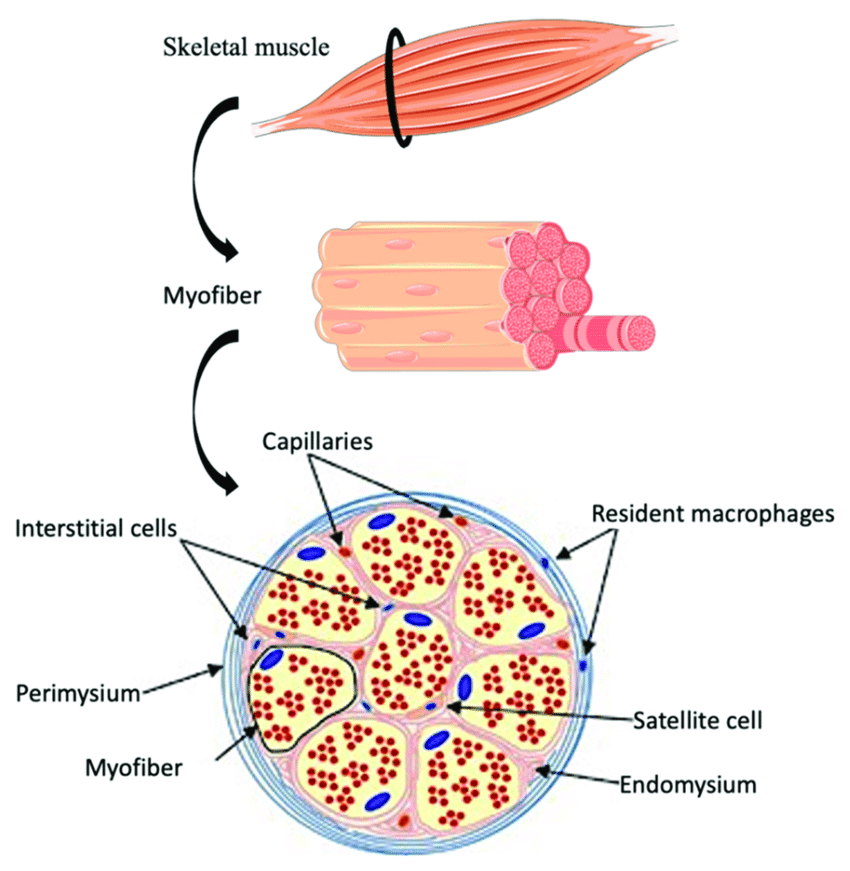 Skeletal muscle
Myofiber
Capillaries
Interstitial cells
Resident macrophages
Perimysium
Satellite cell
Myofiber
Endomysium